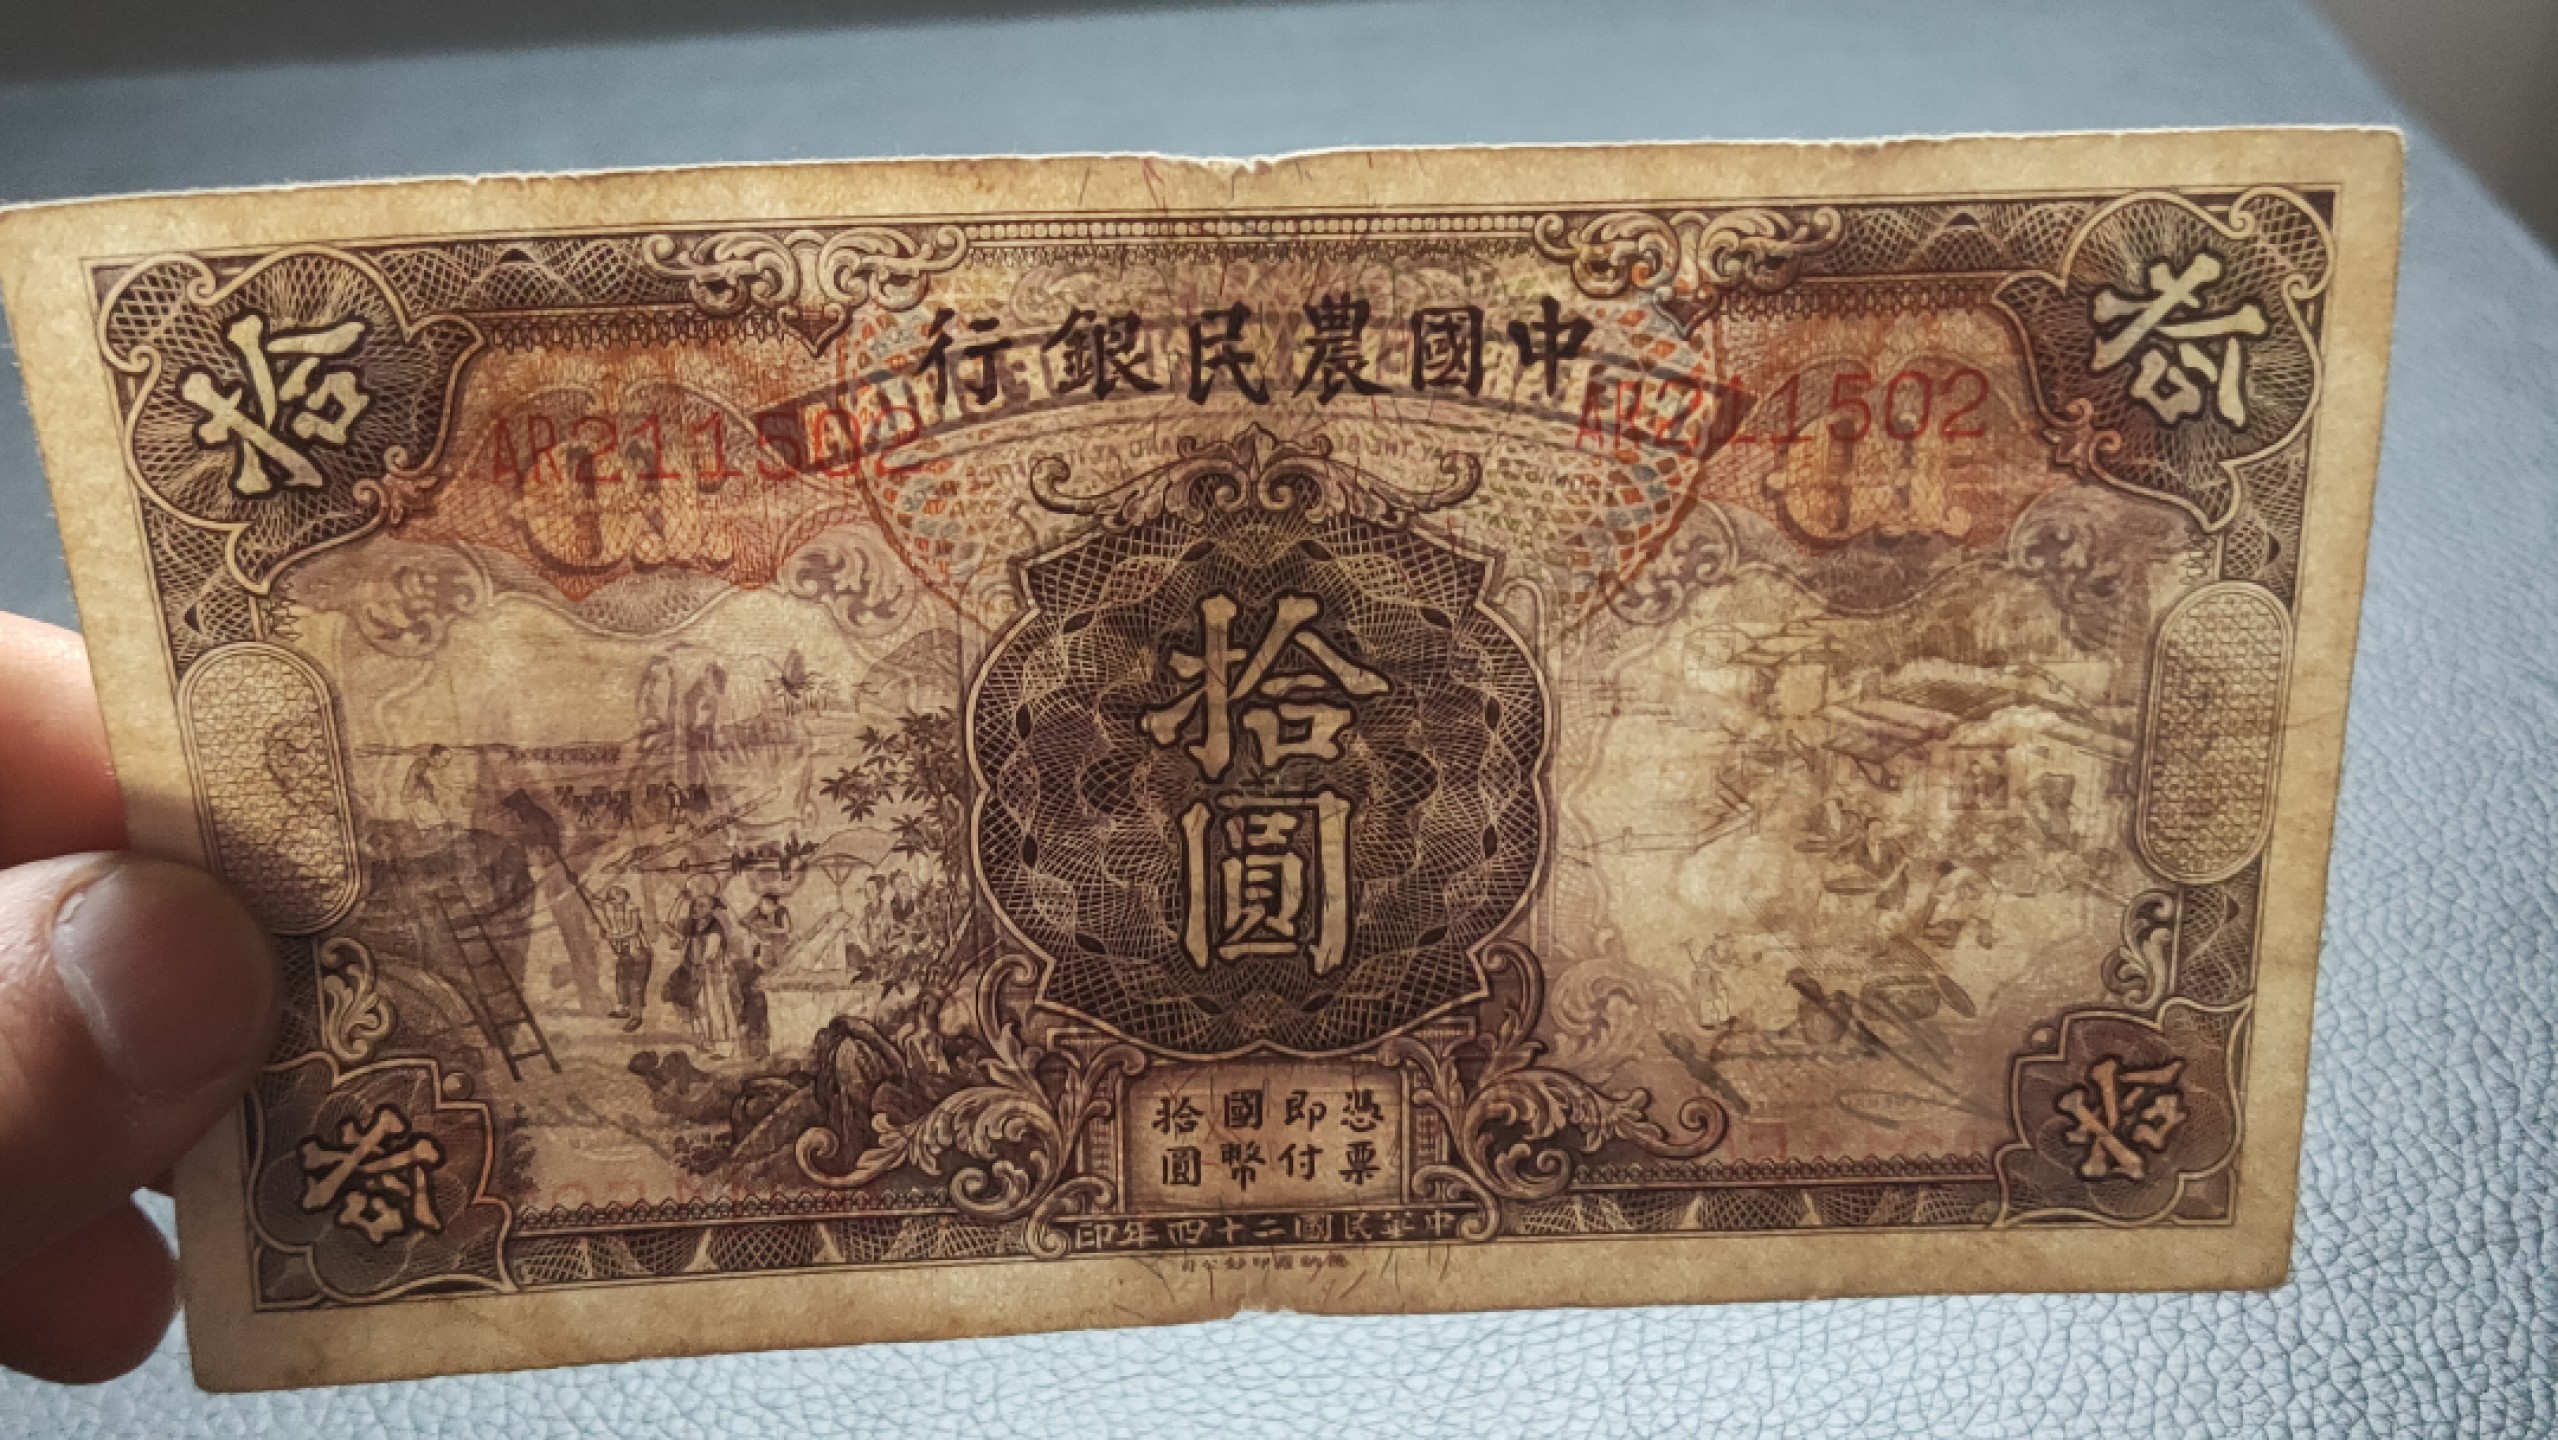 中國農民銀行
AR211502
AR211502
拾
拾
拾圓
憑票
即付
國幣
拾圓
拾
拾
中華民國二十四年印